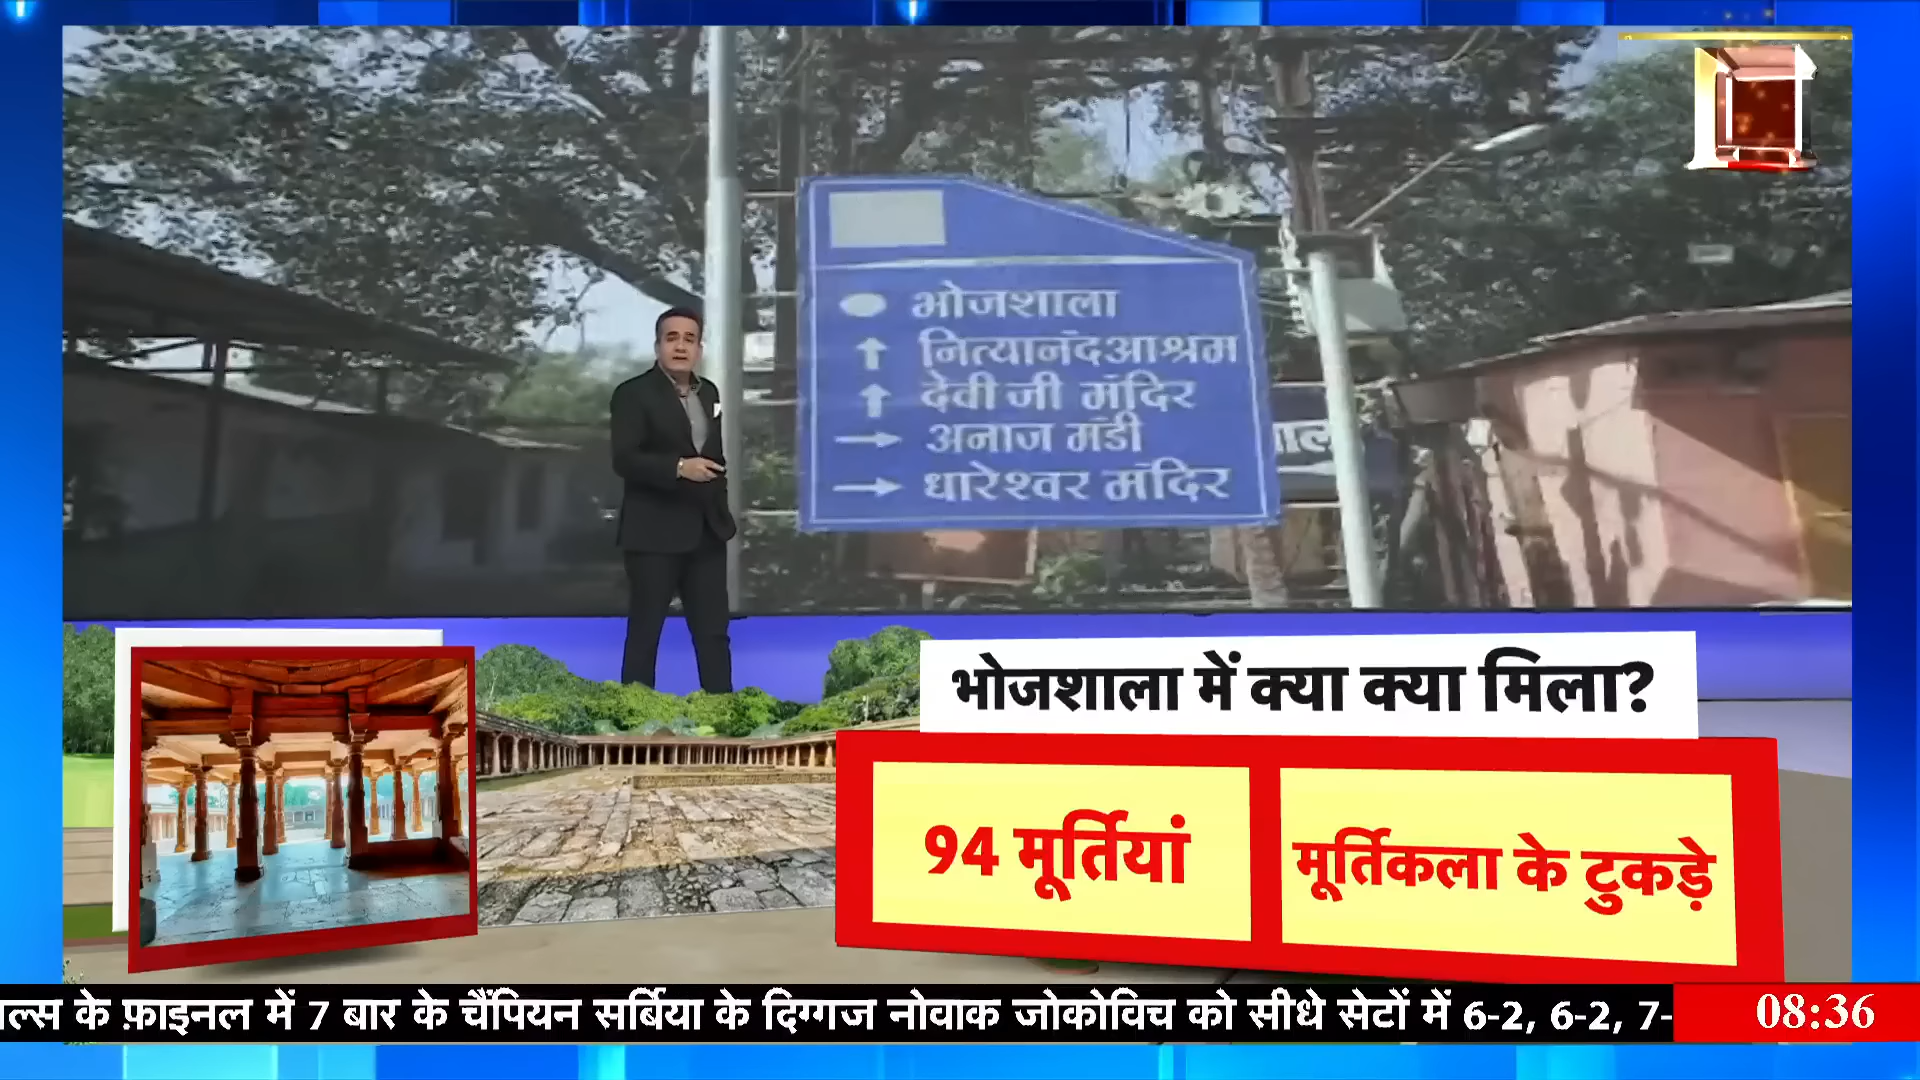 भोजशाला
नित्यानंदआश्रम
देवी जी मंदिर
अनाज मंडी
धारेश्वर मंदिर
भोजशाला में क्या क्या मिला?
94 मूर्तियां
मूर्तिकला के टुकड़े
के फ़ाइनल में 7 बार के चैंपियन सर्बिया के दिग्गज नोवाक जोकोविच को सीधे सेटों में 6-2, 6-2, 7-
08:36